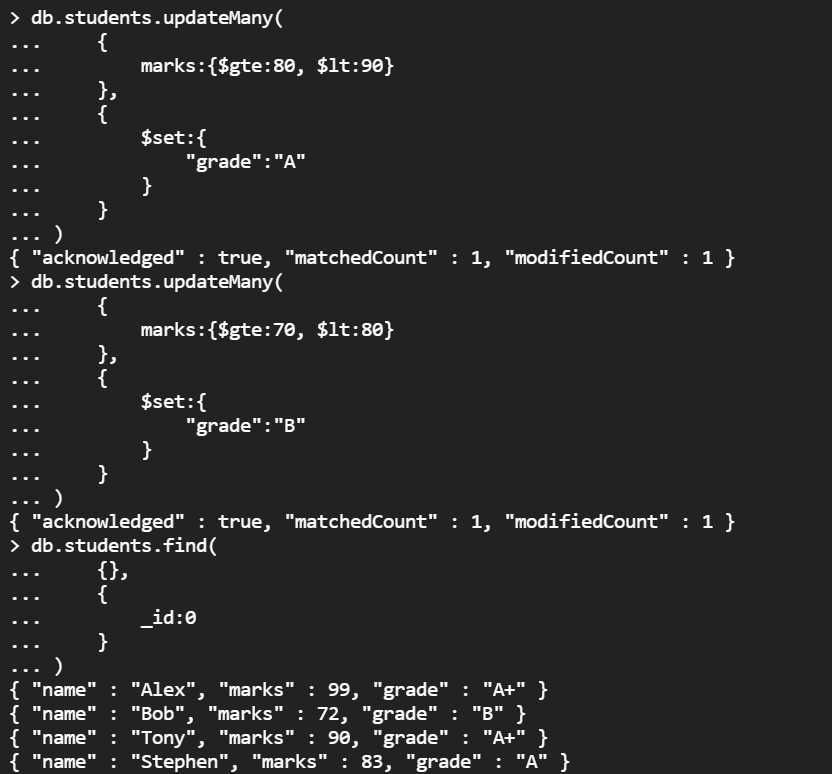 > db.students.updateMany(
...     {
...         marks:{$gte:80, $lt:90}
...     },
...     {
...         $set:{
...             "grade":"A"
...         }
...     }
... )
{ "acknowledged" : true, "matchedCount" : 1, "modifiedCount" : 1 }
> db.students.updateMany(
...     {
...         marks:{$gte:70, $lt:80}
...     },
...     {
...         $set:{
...             "grade":"B"
...         }
...     }
... )
{ "acknowledged" : true, "matchedCount" : 1, "modifiedCount" : 1 }
> db.students.find(
...     {},
...     {
...         _id:0
...     }
... )
{ "name" : "Alex", "marks" : 99, "grade" : "A+" }
{ "name" : "Bob", "marks" : 72, "grade" : "B" }
{ "name" : "Tony", "marks" : 90, "grade" : "A+" }
{ "name" : "Stephen", "marks" : 83, "grade" : "A" }